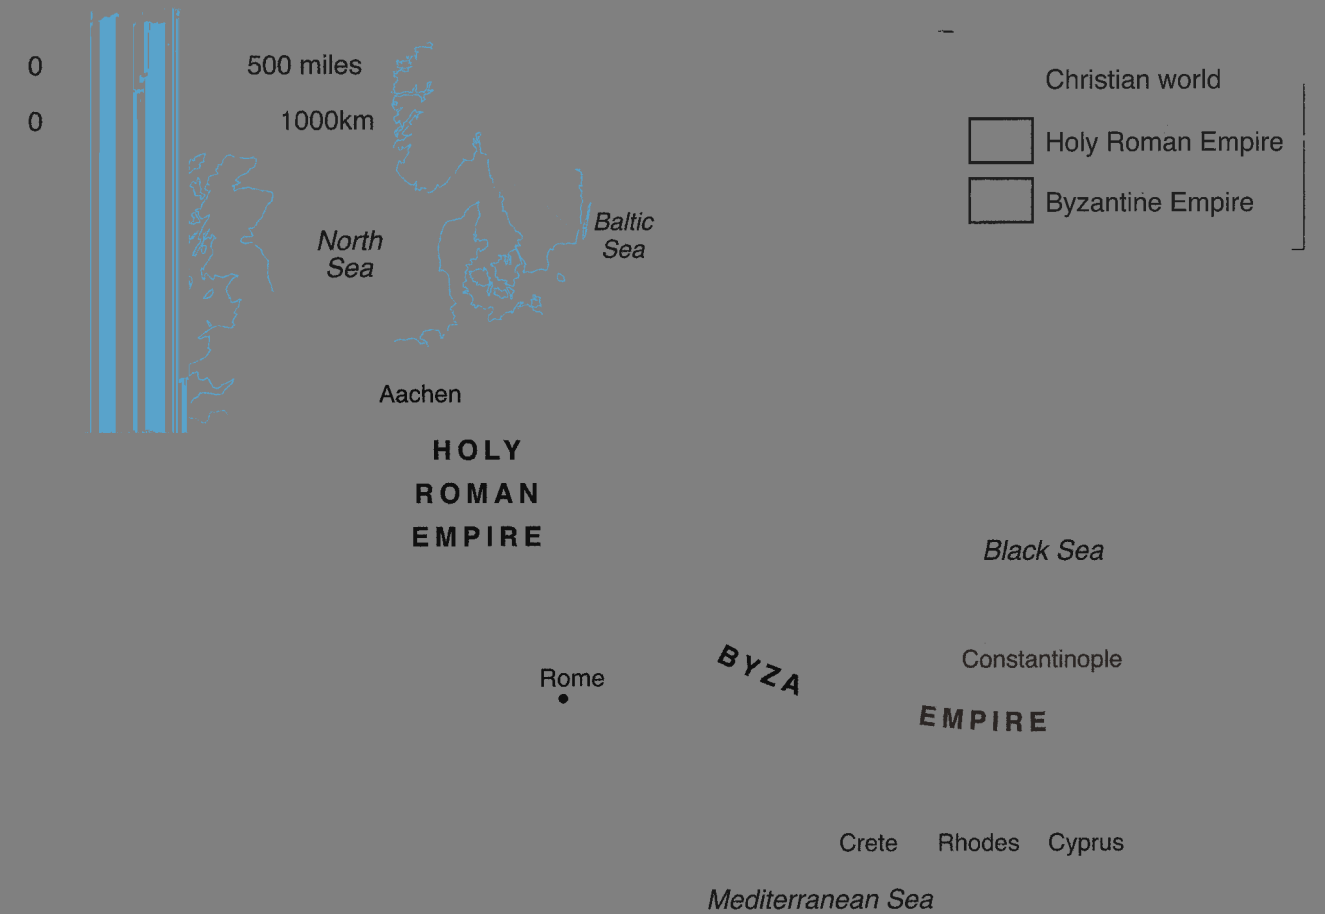 0 500 miles
0 1000km
Christian world
Holy Roman Empire
Byzantine Empire
North
Sea
Baltic
Sea
Aachen
HOLY
ROMAN
EMPIRE
Black Sea
Rome
BYZA
Constantinople
EMPIRE
Crete Rhodes Cyprus
Mediterranean Sea